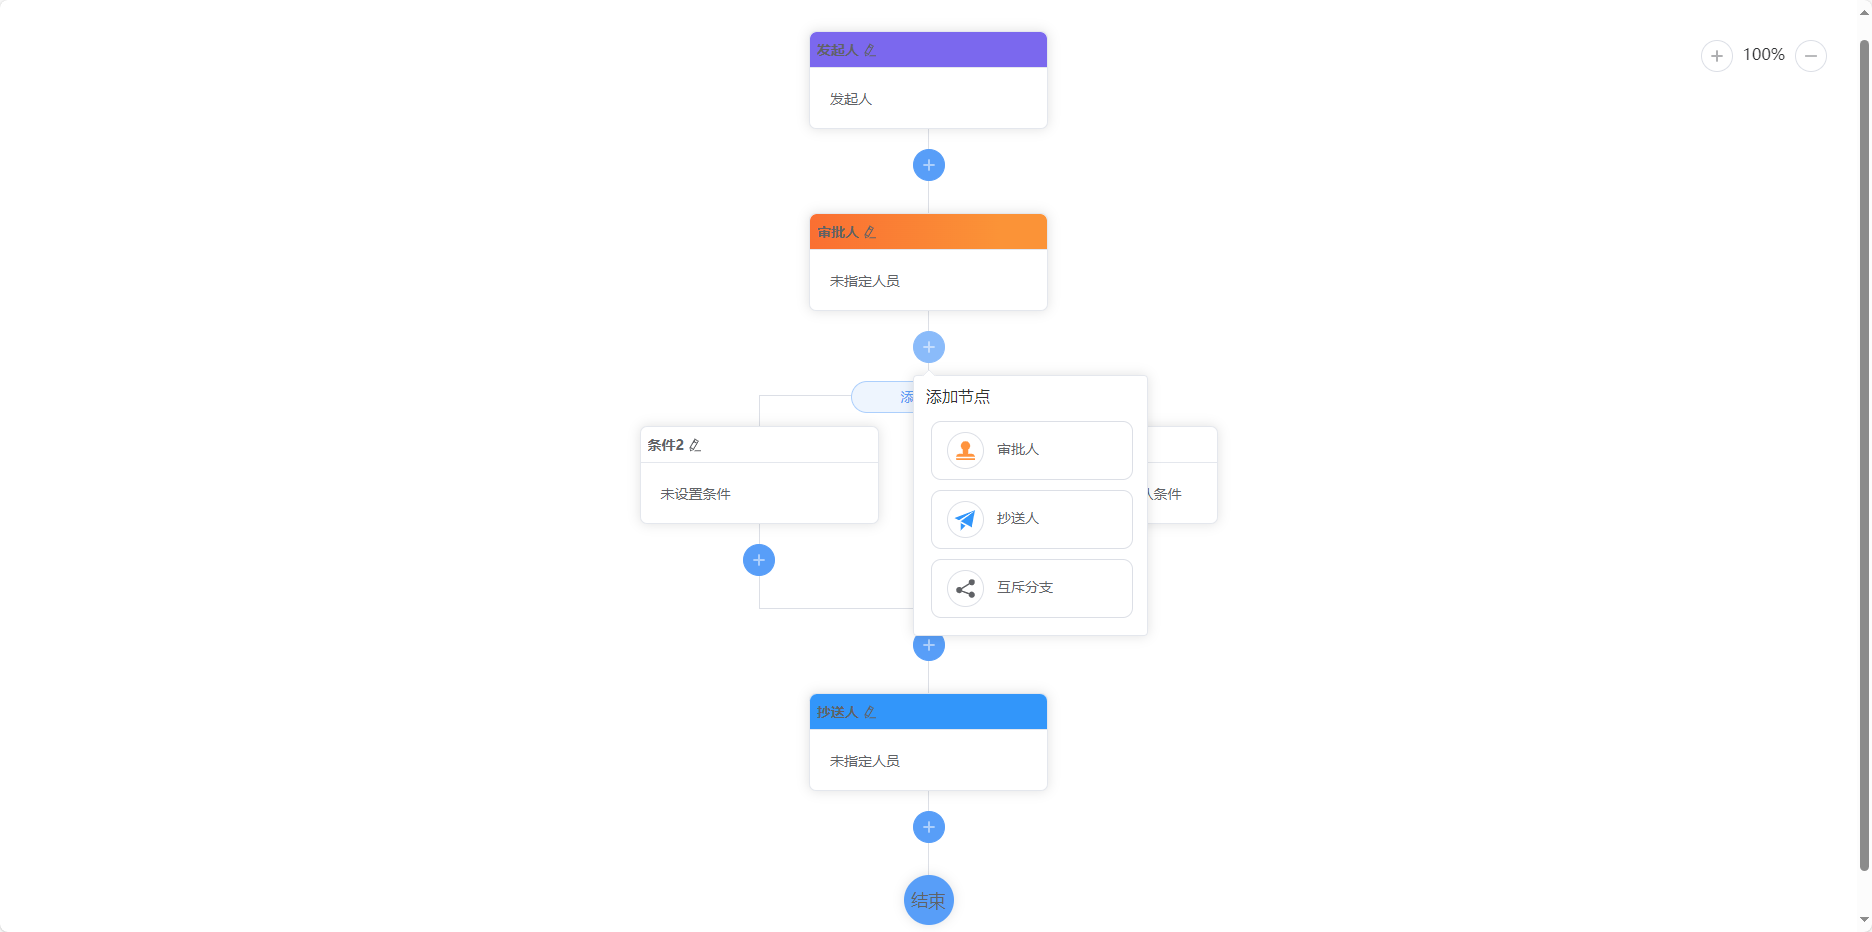 发起人
100%
发起人
审批人
未指定人员
添
添加节点
审批人
抄送人
互斥分支
条件2
未设置条件
条件
抄送人
未指定人员
结束